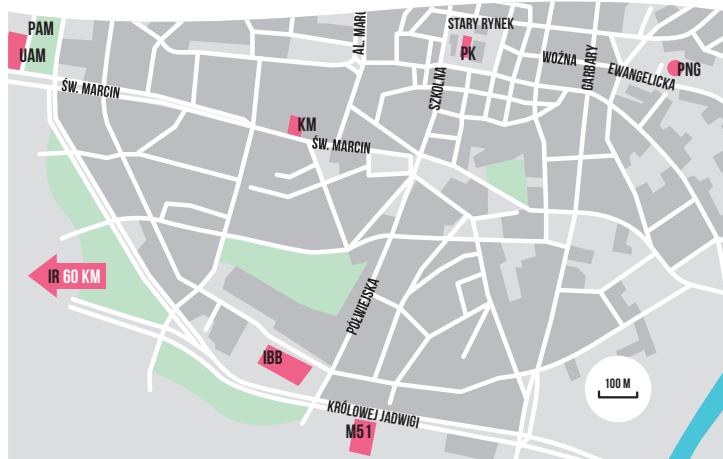 PAM
UAM
ŚW. MARCIN
AL. MARC
STARY RYNEK
PK
SZKOLNA
WOŹNA
GARBARY
EWANGELICKA
PNG
KM
ŚW. MARCIN
IR 60 KM
PÓŁWIEJSKA
IBB
100 M
KRÓLOWEJ JADWIGI
M51